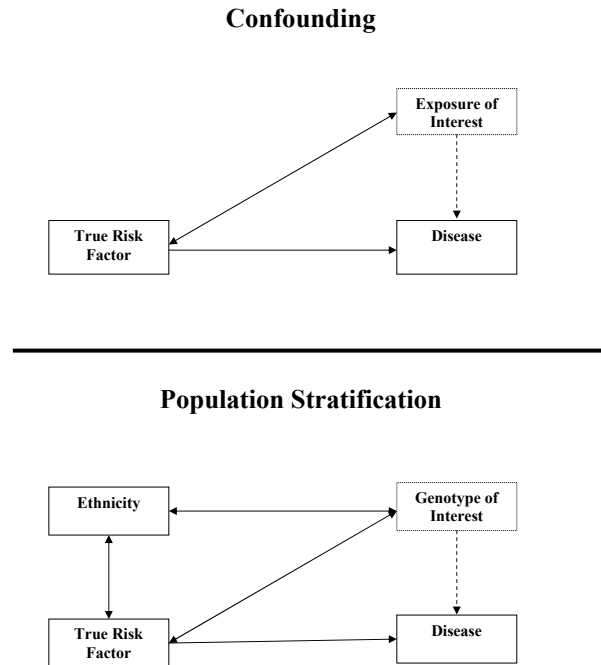 Confounding
Exposure of
Interest
True Risk
Factor
Disease
Population Stratification
Ethnicity
Genotype of
Interest
True Risk
Factor
Disease